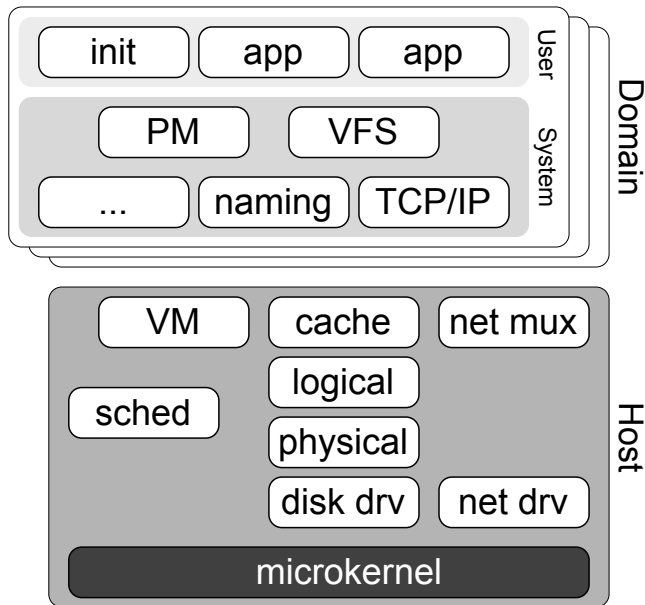 init app app
User
PM VFS
System
... naming TCP/IP
Domain
VM cache net mux
logical
sched
physical
Host
disk drv net drv
microkernel